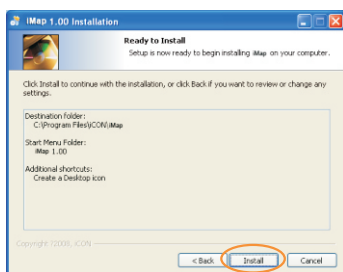 iMap 1.00 Installation
Ready to Install
Setup is now ready to begin installing iMap on your computer.
Click Install to continue with the installation, or click Back if you want to review or change any
settings.
Destination folder:
C:\Program Files\iCON\iMap
Start Menu Folder:
iMap 1.00
Additional shortcuts:
Create a Desktop icon
Copyright ©2008, iCON
< Back
Install
Cancel